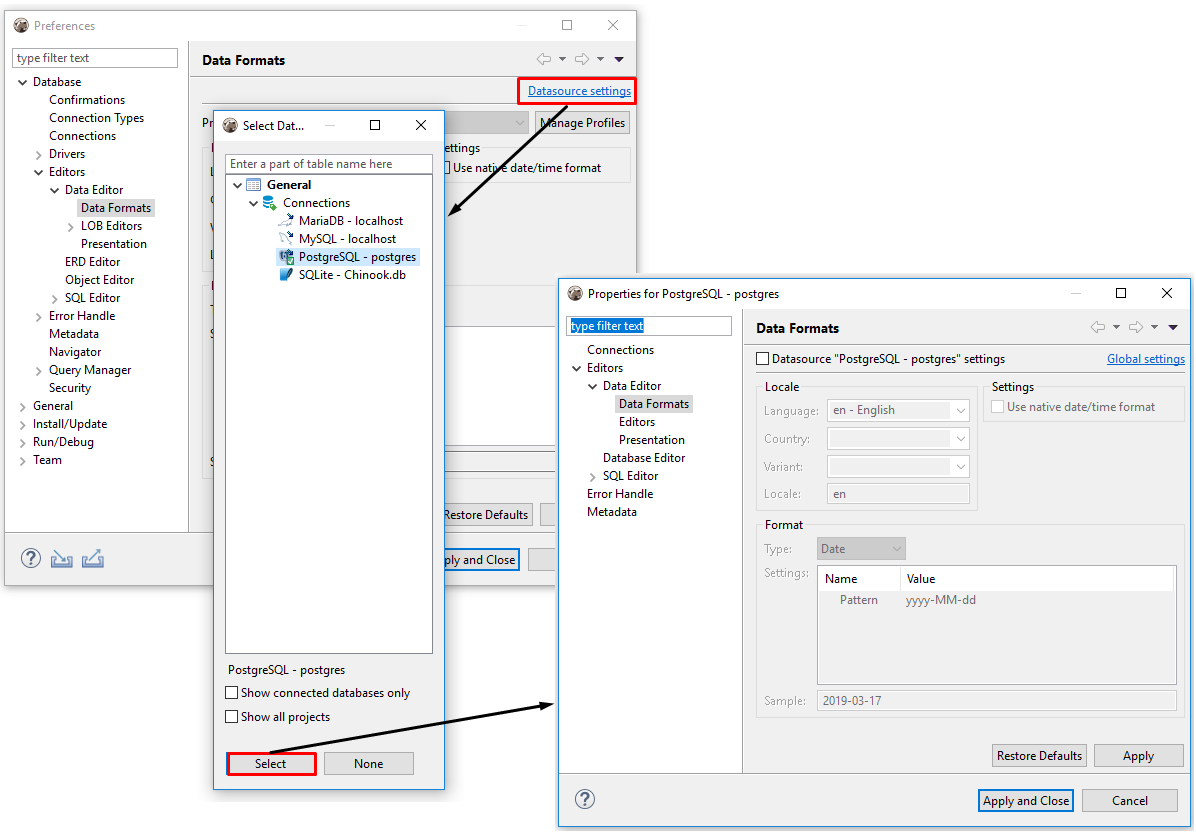 Preferences
type filter text
Database
Confirmations
Connection Types
Connections
Drivers
Editors
Data Editor
Data Formats
LOB Editors
Presentation
ERD Editor
Object Editor
SQL Editor
Error Handle
Metadata
Navigator
Query Manager
Security
General
Install/Update
Run/Debug
Team
Data Formats
Datasource settings
Manage Profiles
ettings
Use native date/time format
Restore Defaults
ply and Close
Select Dat...
Enter a part of table name here
General
Connections
MariaDB - localhost
MySQL - localhost
PostgreSQL - postgres
SQLite - Chinook.db
PostgreSQL - postgres
Show connected databases only
Show all projects
Select
None
Properties for PostgreSQL - postgres
type filter text
Connections
Editors
Data Editor
Data Formats
Editors
Presentation
Database Editor
SQL Editor
Error Handle
Metadata
Data Formats
Datasource "PostgreSQL - postgres" settings
Global settings
Locale
Language: en - English
Country:
Variant:
Locale: en
Settings
Use native date/time format
Format
Type: Date
Settings:
Name Value
Pattern yyyy-MM-dd
Sample: 2019-03-17
Restore Defaults
Apply
Apply and Close
Cancel